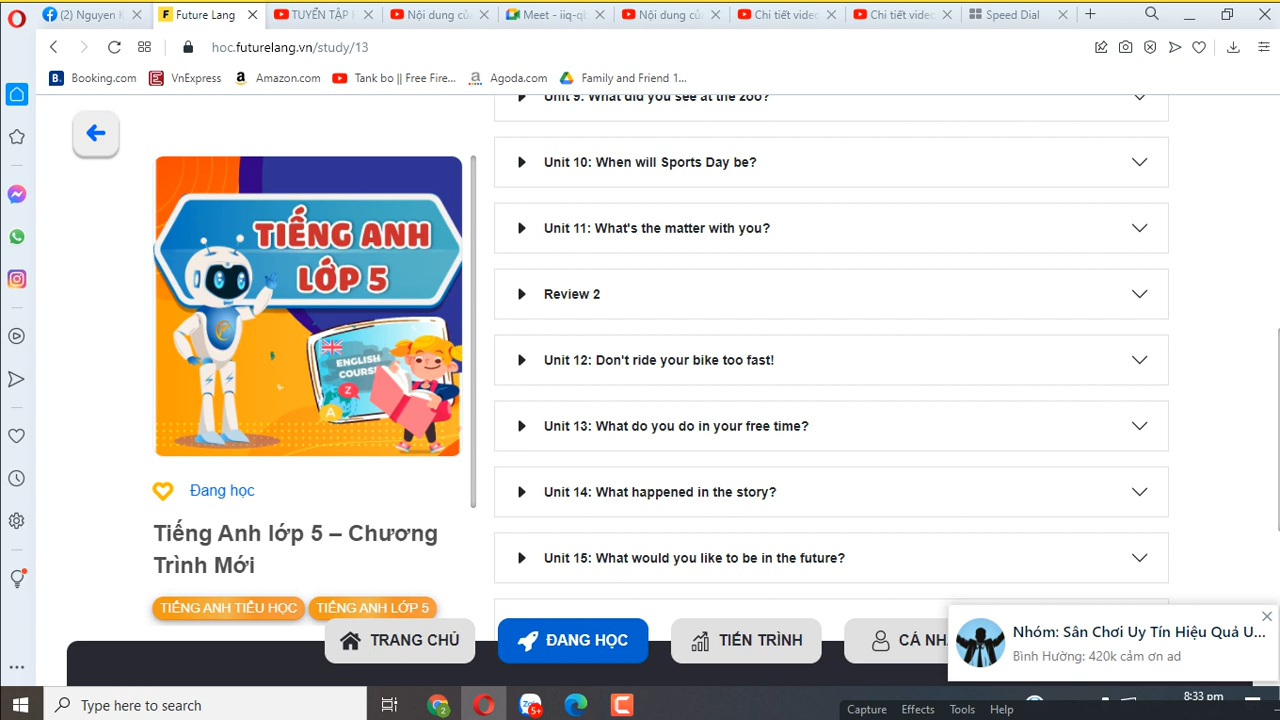 (2) Nguyen K
Future Lang
TUYỂN TẬP
Nội dung củ
Meet - iiq-qb
Nội dung củ
Chi tiết video
Chi tiết video
Speed Dial
hoc.futurelang.vn/study/13
Booking.com
VnExpress
Amazon.com
Tank bo || Free Fire...
Agoda.com
Family and Friend 1...
Unit 9: What did you see at the zoo?
Unit 10: When will Sports Day be?
TIẾNG ANH
LỚP 5
ENGLISH
COURS
Z
A
Unit 11: What's the matter with you?
Review 2
Unit 12: Don't ride your bike too fast!
Unit 13: What do you do in your free time?
Unit 14: What happened in the story?
Unit 15: What would you like to be in the future?
Đang học
Tiếng Anh lớp 5 – Chương
Trình Mới
TIẾNG ANH TIỂU HỌC
TIẾNG ANH LỚP 5
TRANG CHỦ
ĐANG HỌC
TIẾN TRÌNH
CÁ NH
Nhóm: Sân Chơi Uy Tín Hiệu Quả U...
Bình Hường: 420k cảm ơn ad
Type here to search
2
Zalo
5+
8:33 pm
Capture
Effects
Tools
Help